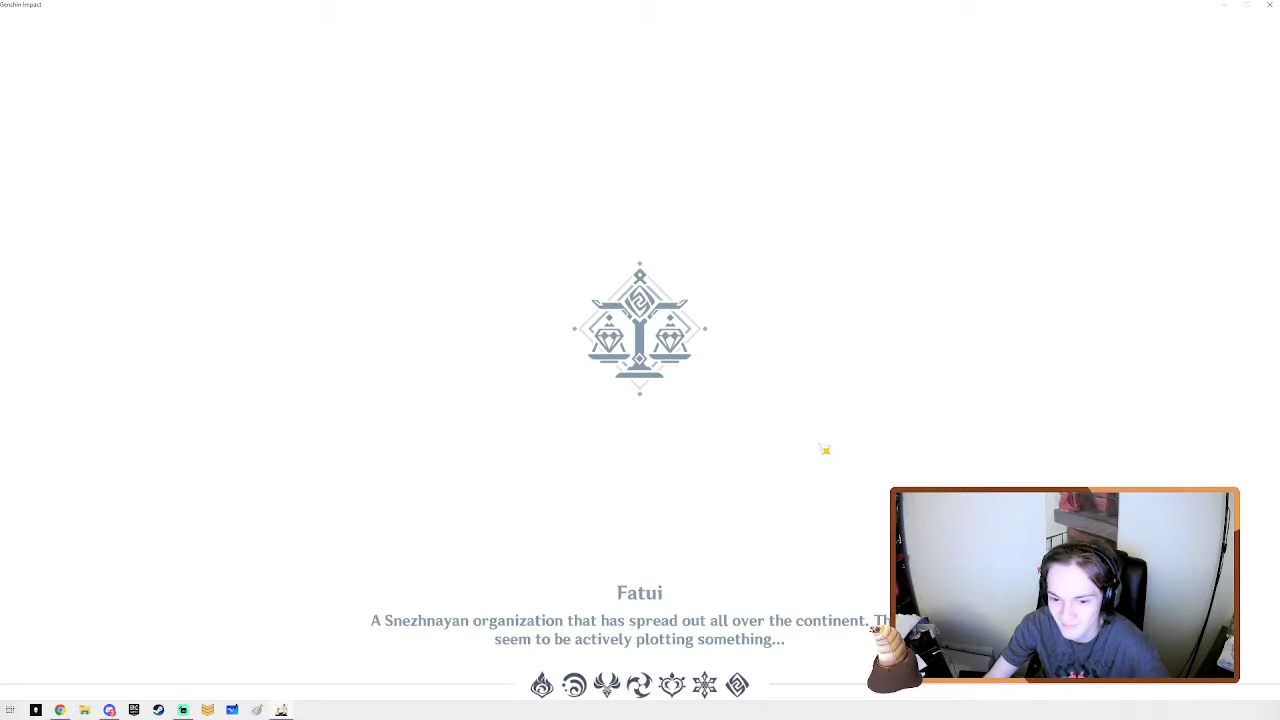 Genshin Impact
Fatui
A Snezhnayan organization that has spread out all over the continent. Th
seem to be actively plotting something...